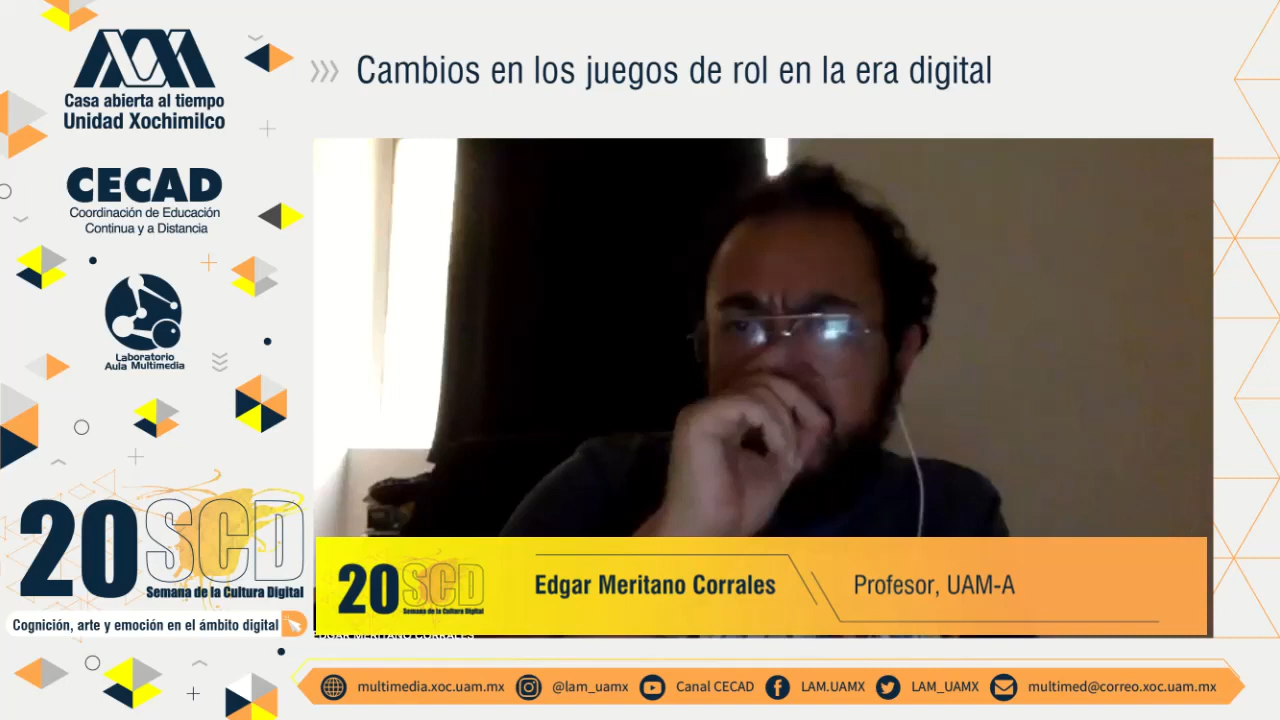 Casa abierta al tiempo
Unidad Xochimilco
CECAD
Coordinación de Educación
Continua y a Distancia
Laboratorio
Aula Multimedia
20SCD
Semana de la Cultura Digital
Cognición, arte y emoción en el ámbito digital
Cambios en los juegos de rol en la era digital
20SCD
Semana de la Cultura Digital
Edgar Meritano Corrales
Profesor, UAM-A
EDGAR MERITANO CORRALES
multimedia.xoc.uam.mx
@lam_uamx
Canal CECAD
LAM.UAMX
LAM_UAMX
multimed@correo.xoc.uam.mx